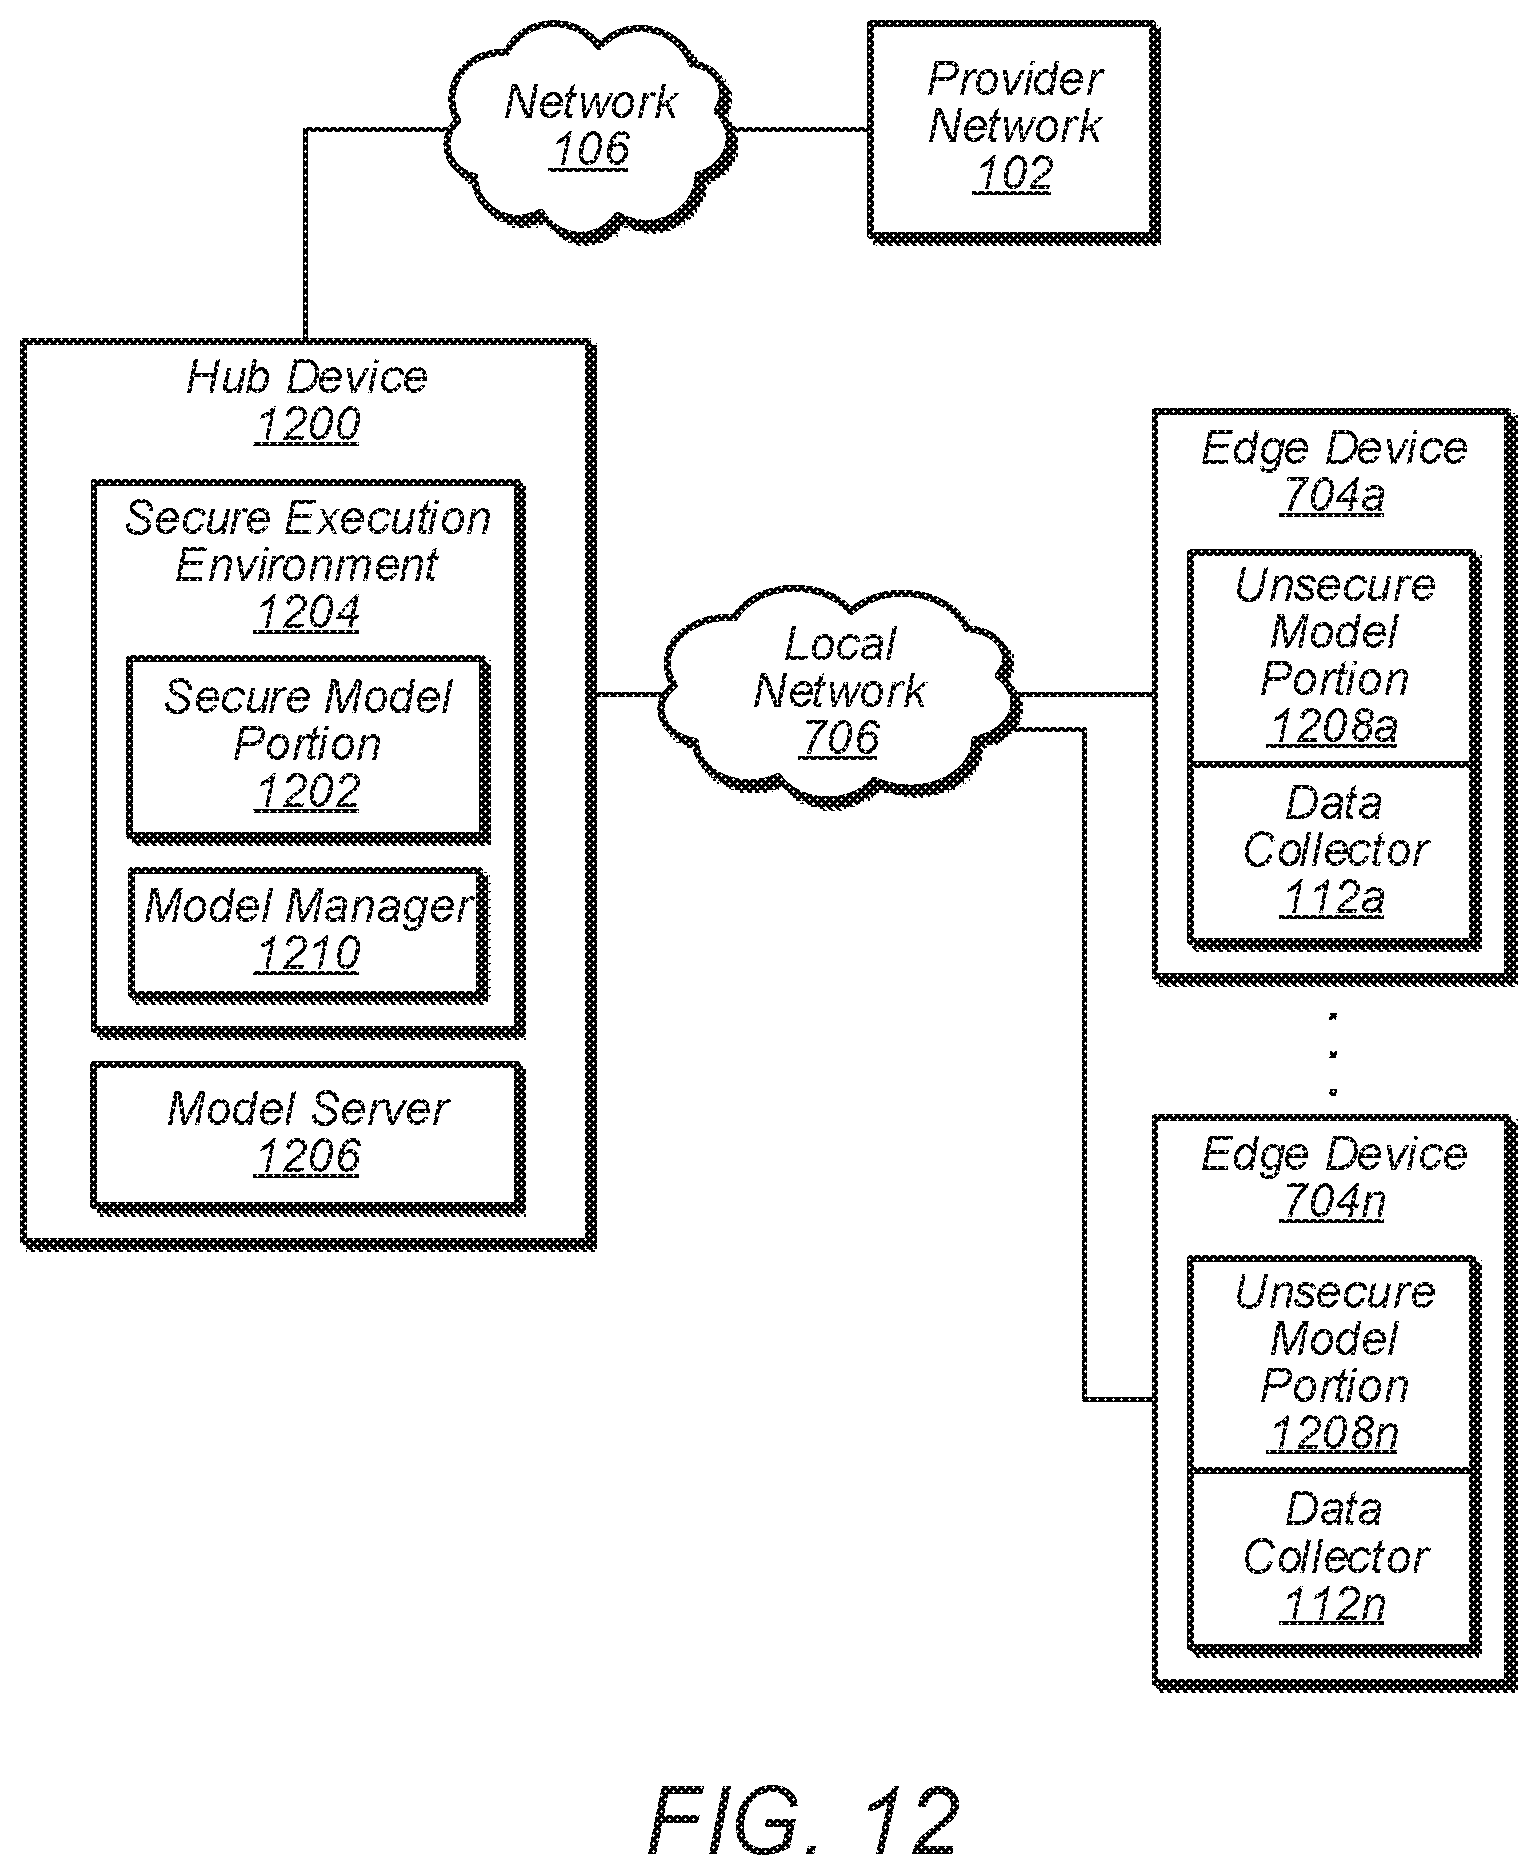 Network
106
Provider
Network
102
Hub Device
1200
Secure Execution
Environment
1204
Secure Model
Portion
1202
Model Manager
1210
Model Server
1206
Local
Network
706
Edge Device
704a
Unsecure
Model
Portion
1208a
Data
Collector
112a
Edge Device
704n
Unsecure
Model
Portion
1208n
Data
Collector
112n
FIG. 12